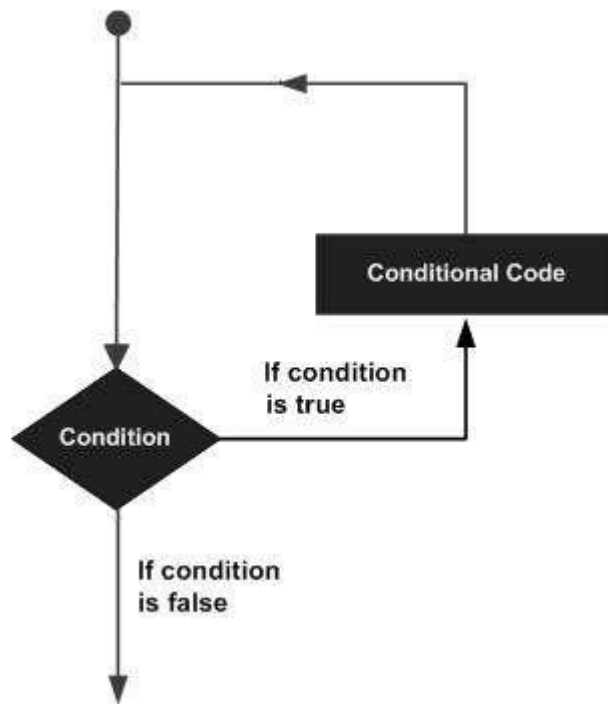 Conditional Code
If condition
is true
Condition
If condition
is false